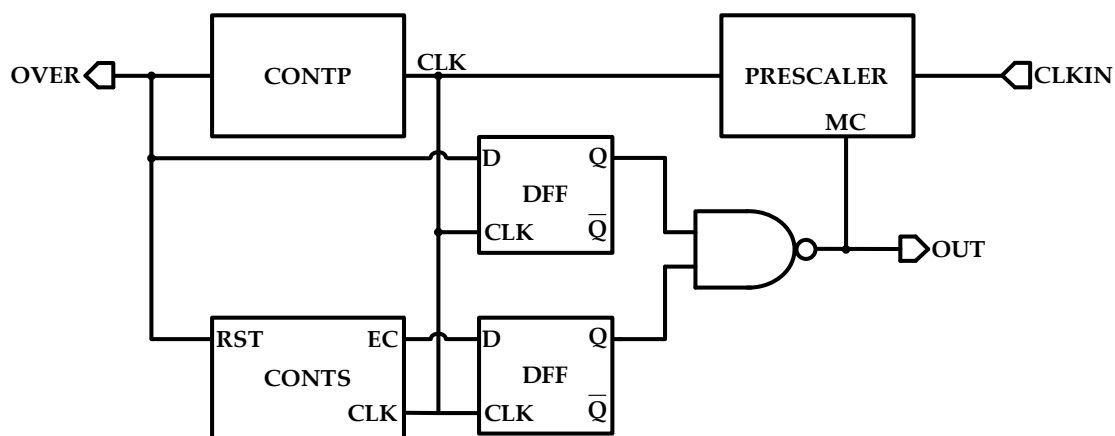 OVER
CONTP
CLK
PRESCALER
MC
CLKIN
D
Q
DFF
CLK
Q̅
OUT
RST
EC
CONTS
CLK
D
Q
DFF
CLK
Q̅